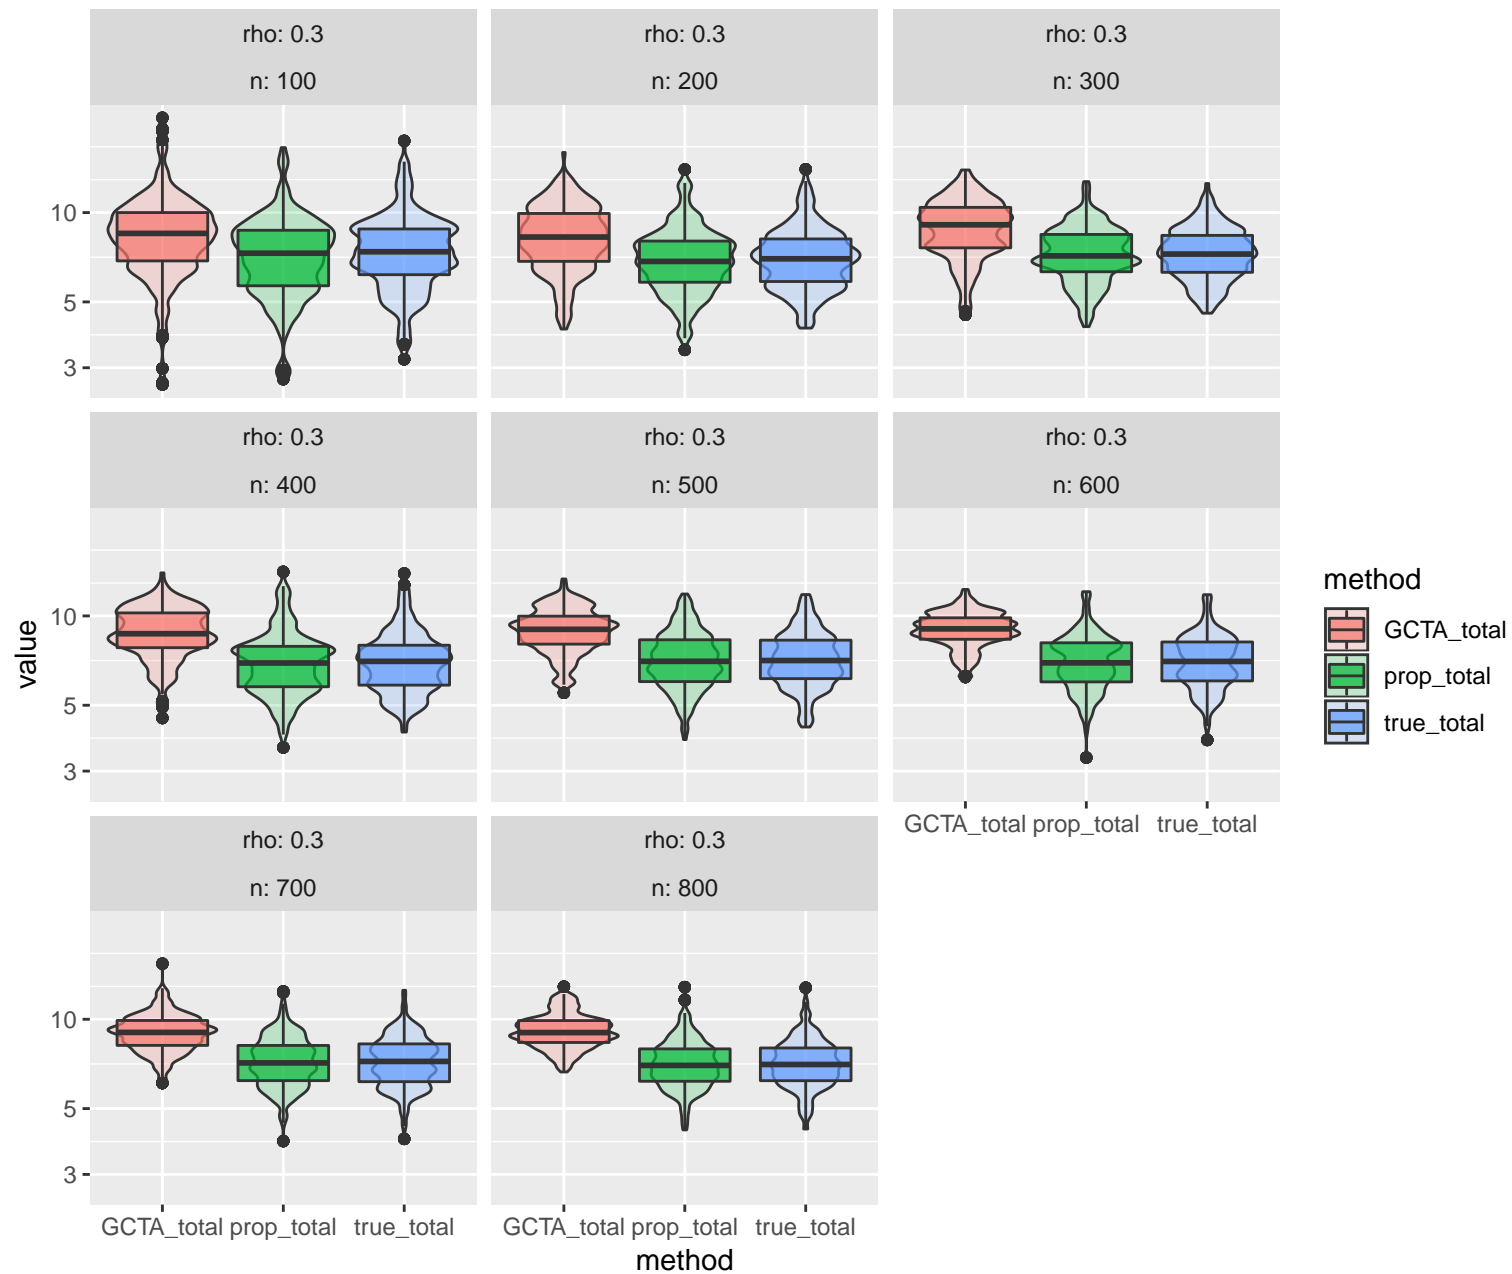 rho: 0.3
n: 100
rho: 0.3
n: 200
rho: 0.3
n: 300
10
5
3
rho: 0.3
n: 400
rho: 0.3
n: 500
rho: 0.3
n: 600
10
5
3
GCTA_total prop_total true_total
rho: 0.3
n: 700
rho: 0.3
n: 800
10
5
3
GCTA_total prop_total true_total
GCTA_total prop_total true_total
method
value
method
GCTA_total
prop_total
true_total